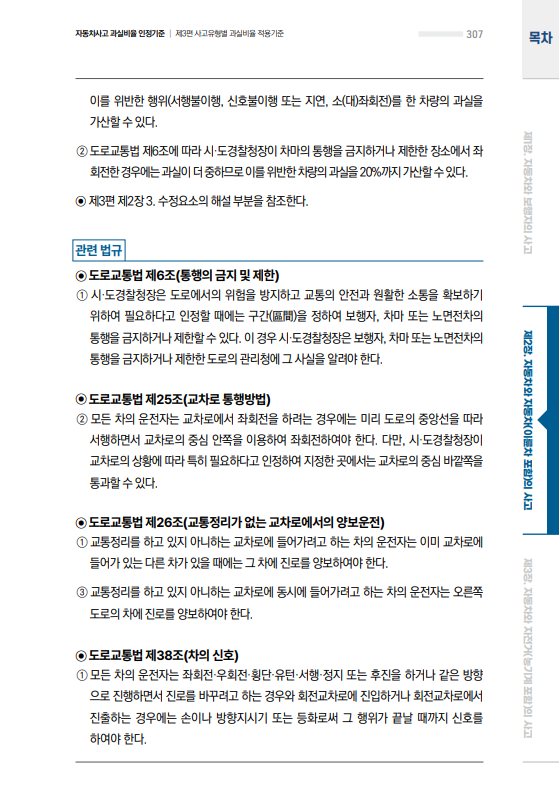 자동차사고 과실비율 인정기준 | 제3편 사고유형별 과실비율 적용기준
307
목차
이를 위반한 행위(서행불이행, 신호불이행 또는 지연, 소(대)좌회전)를 한 차량의 과실을
가산할 수 있다.
② 도로교통법 제6조에 따라 시·도경찰청장이 차마의 통행을 금지하거나 제한한 장소에서 좌
회전한 경우에는 과실이 더 중하므로 이를 위반한 차량의 과실을 20%까지 가산할 수 있다.
◉ 제3편 제2장 3. 수정요소의 해설 부분을 참조한다.
관련 법규
◉ 도로교통법 제6조(통행의 금지 및 제한)
① 시·도경찰청장은 도로에서의 위험을 방지하고 교통의 안전과 원활한 소통을 확보하기
위하여 필요하다고 인정할 때에는 구간(區間)을 정하여 보행자, 차마 또는 노면전차의
통행을 금지하거나 제한할 수 있다. 이 경우 시·도경찰청장은 보행자, 차마 또는 노면전차의
통행을 금지하거나 제한한 도로의 관리청에 그 사실을 알려야 한다.
◉ 도로교통법 제25조(교차로 통행방법)
② 모든 차의 운전자는 교차로에서 좌회전을 하려는 경우에는 미리 도로의 중앙선을 따라
서행하면서 교차로의 중심 안쪽을 이용하여 좌회전하여야 한다. 다만, 시·도경찰청장이
교차로의 상황에 따라 특히 필요하다고 인정하여 지정한 곳에서는 교차로의 중심 바깥쪽을
통과할 수 있다.
◉ 도로교통법 제26조(교통정리가 없는 교차로에서의 양보운전)
① 교통정리를 하고 있지 아니하는 교차로에 들어가려고 하는 차의 운전자는 이미 교차로에
들어가 있는 다른 차가 있을 때에는 그 차에 진로를 양보하여야 한다.
③ 교통정리를 하고 있지 아니하는 교차로에 동시에 들어가려고 하는 차의 운전자는 오른쪽
도로의 차에 진로를 양보하여야 한다.
◉ 도로교통법 제38조(차의 신호)
① 모든 차의 운전자는 좌회전·우회전·횡단·유턴·서행·정지 또는 후진을 하거나 같은 방향
으로 진행하면서 진로를 바꾸려고 하는 경우와 회전교차로에 진입하거나 회전교차로에서
진출하는 경우에는 손이나 방향지시기 또는 등화로써 그 행위가 끝날 때까지 신호를
하여야 한다.
제1장. 자동차와 보행자의 사고
제2장. 자동차와 자동차(이륜차 포함)의 사고
제3장. 자동차와 자전거(농기계 포함)의 사고